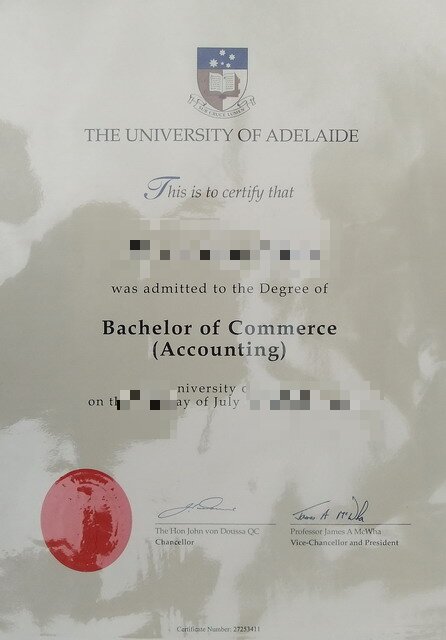 SUB CRUCE LUMEN
THE UNIVERSITY OF ADELAIDE
This is to certify that
was admitted to the Degree of
Bachelor of Commerce
(Accounting)
on ay of July
The Hon John von Doussa QC
Chancellor
Professor James A McWha
Vice-Chancellor and President
Certificate Number: 27253411